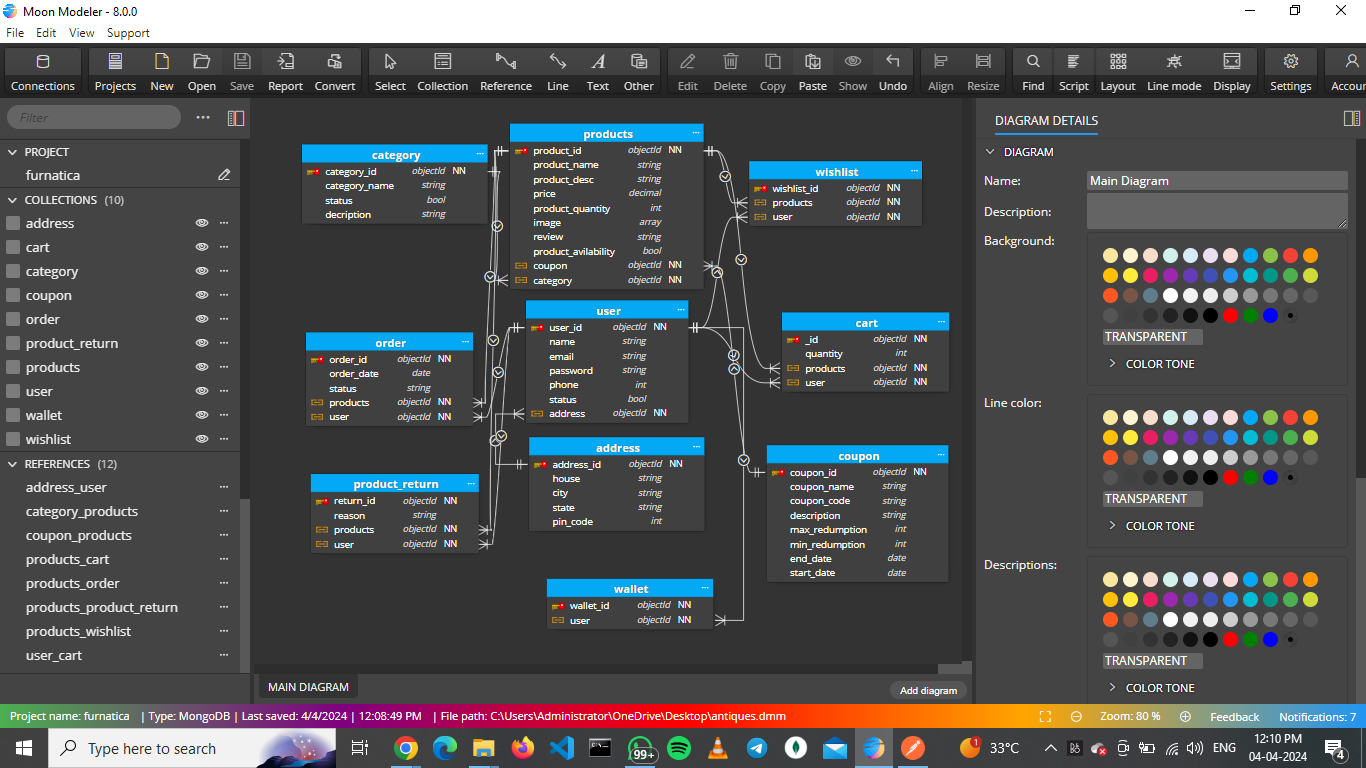 Moon Modeler - 8.0.0
File Edit View Support
Connections Projects New Open Save Report Convert Select Collection Reference Line Text Other Edit Delete Copy Paste Show Undo Align Resize Find Script Layout Line mode Display Settings Accour
Filter
PROJECT
furnatica
COLLECTIONS (10)
address
cart
category
coupon
order
product_return
products
user
wallet
wishlist
REFERENCES (12)
address_user
category_products
coupon_products
products_cart
products_order
products_product_return
products_wishlist
user_cart
category
category_id objectId NN
category_name string
status bool
decription string
products
product_id objectId NN
product_name string
product_desc string
price decimal
product_quantity int
image array
review string
product_avilability bool
coupon objectId NN
category objectId NN
wishlist
wishlist_id objectId NN
products objectId NN
user objectId NN
order
order_id objectId NN
order_date date
status string
products objectId NN
user objectId NN
user
user_id objectId NN
name string
email string
password string
phone int
status bool
address objectId NN
cart
_id objectId NN
quantity int
products objectId NN
user objectId NN
address
address_id objectId NN
house string
city string
state string
pin_code int
product_return
return_id objectId NN
reason string
products objectId NN
user objectId NN
coupon
coupon_id objectId NN
coupon_name string
coupon_code string
description string
max_redumption int
min_redumption int
end_date date
start_date date
wallet
wallet_id objectId NN
user objectId NN
MAIN DIAGRAM
Add diagram
DIAGRAM DETAILS
DIAGRAM
Name: Main Diagram
Description:
Background:
TRANSPARENT
COLOR TONE
Line color:
TRANSPARENT
COLOR TONE
Descriptions:
TRANSPARENT
COLOR TONE
Project name: furnatica | Type: MongoDB | Last saved: 4/4/2024 | 12:08:49 PM | File path: C:\Users\Administrator\OneDrive\Desktop\antiques.dmm Zoom: 80 % Feedback Notifications: 7
Type here to search
99+
1
33°C
ENG
12:10 PM
04-04-2024
4